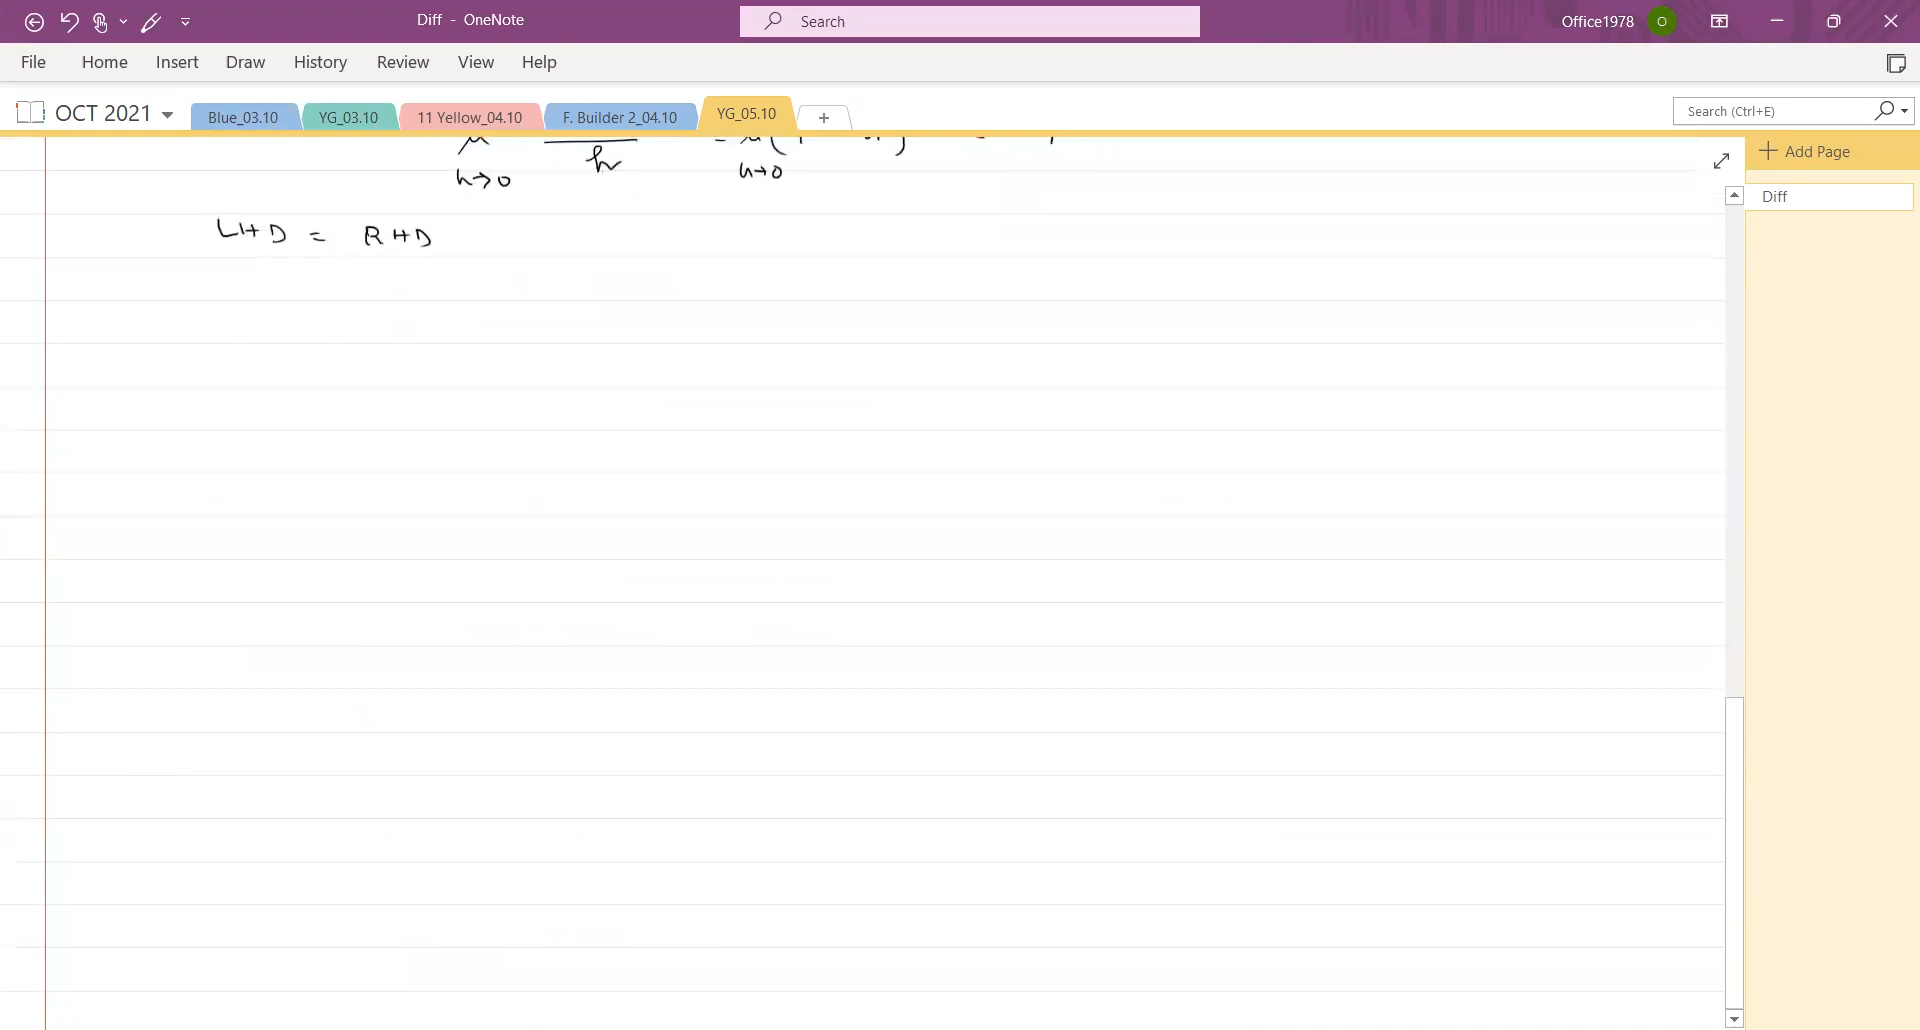 Diff - OneNote
Search
Office1978
O
File Home Insert Draw History Review View Help
OCT 2021
Blue_03.10
YG_03.10
11 Yellow_04.10
F. Builder 2_04.10
YG_05.10
+
Search (Ctrl+E)
Add Page
Diff
h
h→0
h→0
LHD = RHD